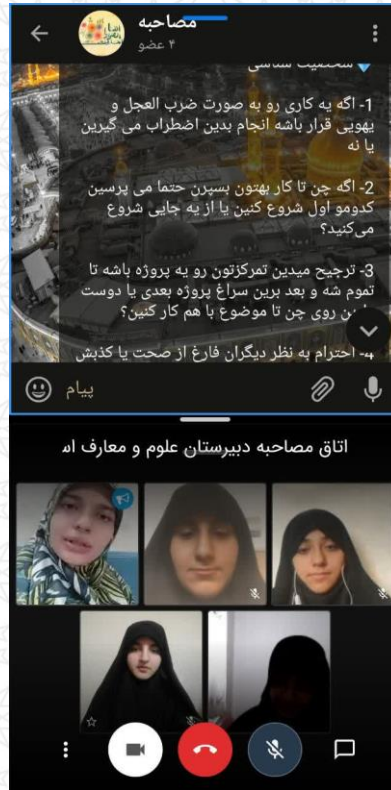 مصاحبه
۴ عضو
شخصیت شناسی
1- اگه یه کاری رو به صورت ضرب العجل و
یهویی قرار باشه انجام بدین اضطراب می گیرین
یا نه
2- اگه چن تا کار بهتون بسپرن حتما می پرسین
کدومو اول شروع کنین یا از یه جایی شروع
می‌کنید؟
3- ترجیح میدین تمرکزتون رو یه پروژه باشه تا
تموم شه و بعد برین سراغ پروژه بعدی یا دوست
ین روی چن تا موضوع با هم کار کنین؟
4- احترام به نظر دیگران فارغ از صحت یا کذبش
پیام
اتاق مصاحبه دبیرستان علوم و معارف اس